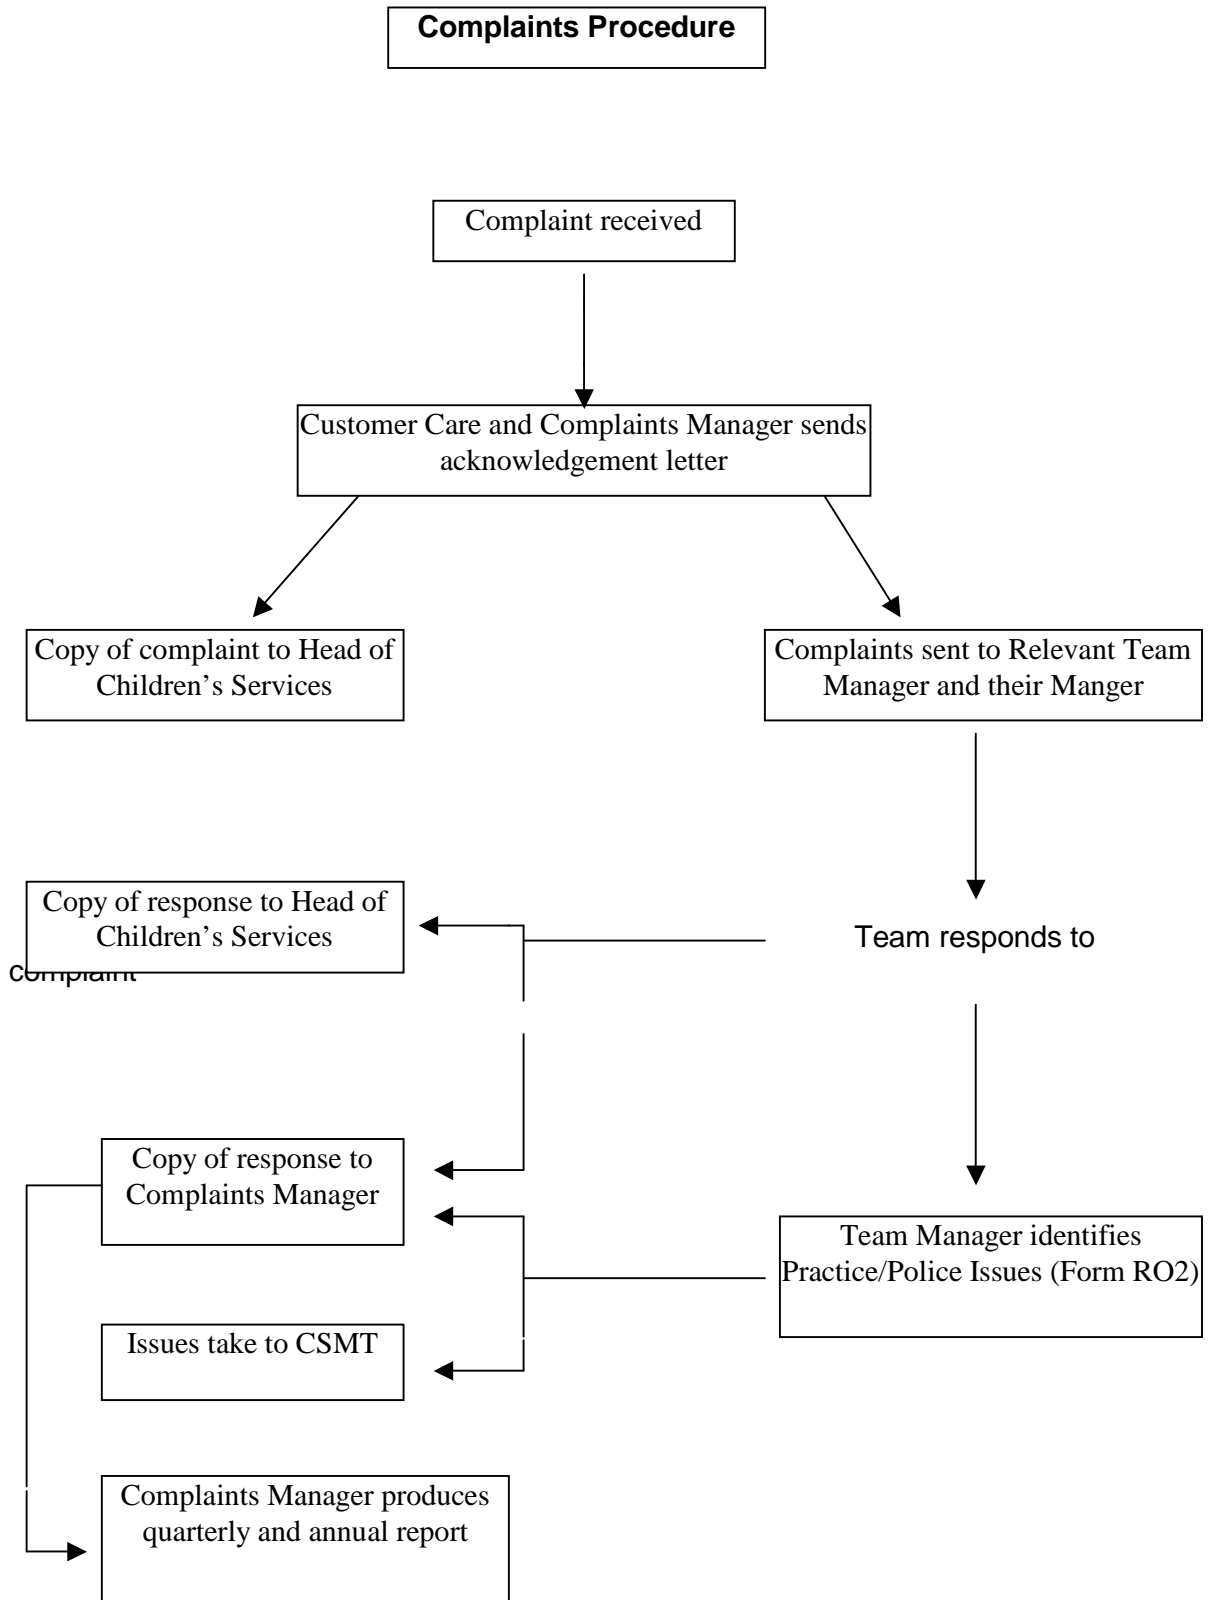 Complaints Procedure
Complaint received
Customer Care and Complaints Manager sends
acknowledgement letter
Copy of complaint to Head of
Children’s Services
Complaints sent to Relevant Team
Manager and their Manger
Copy of response to Head of
Children’s Services
Team responds to
complaint
Copy of response to
Complaints Manager
Team Manager identifies
Practice/Police Issues (Form RO2)
Issues take to CSMT
Complaints Manager produces
quarterly and annual report